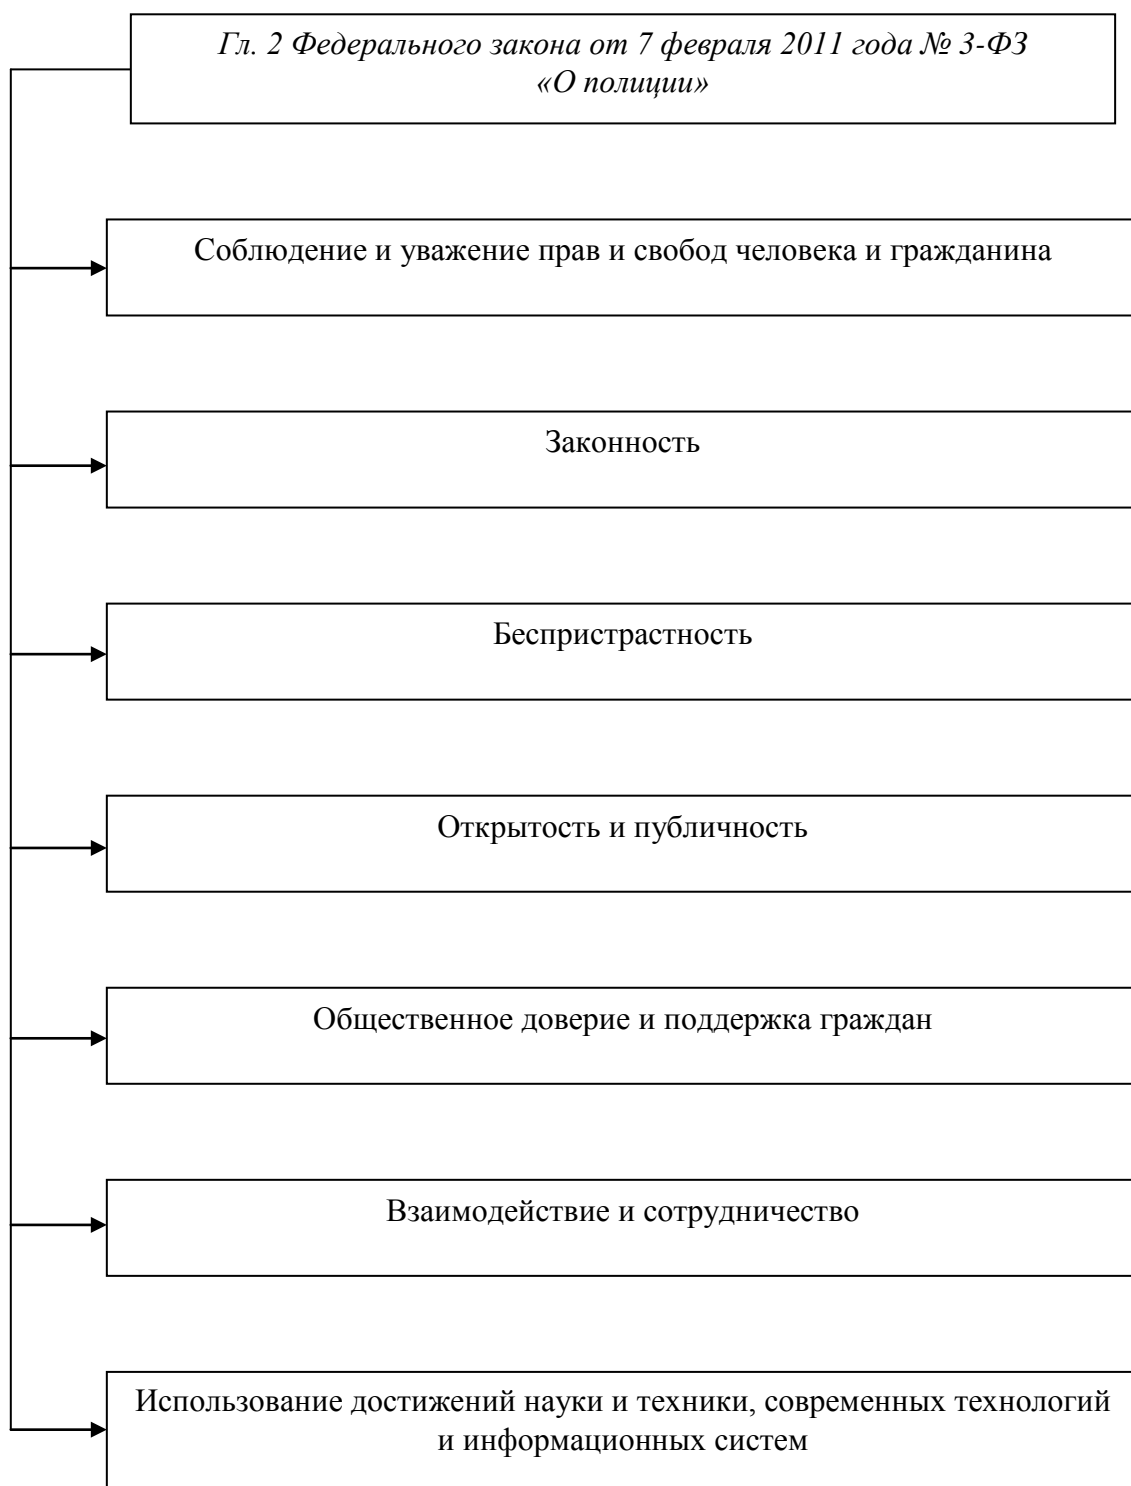 Гл. 2 Федерального закона от 7 февраля 2011 года № 3-ФЗ
«О полиции»
Соблюдение и уважение прав и свобод человека и гражданина
Законность
Беспристрастность
Открытость и публичность
Общественное доверие и поддержка граждан
Взаимодействие и сотрудничество
Использование достижений науки и техники, современных технологий
и информационных систем